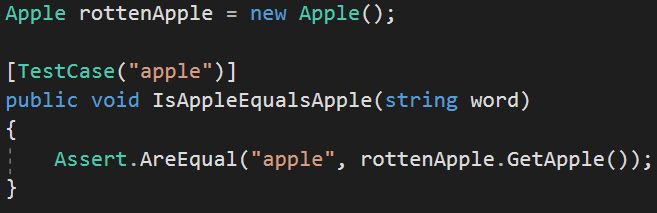 Apple rottenApple = new Apple();
[TestCase("apple")]
public void IsAppleEqualsApple(string word)
{
Assert.AreEqual("apple", rottenApple.GetApple());
}